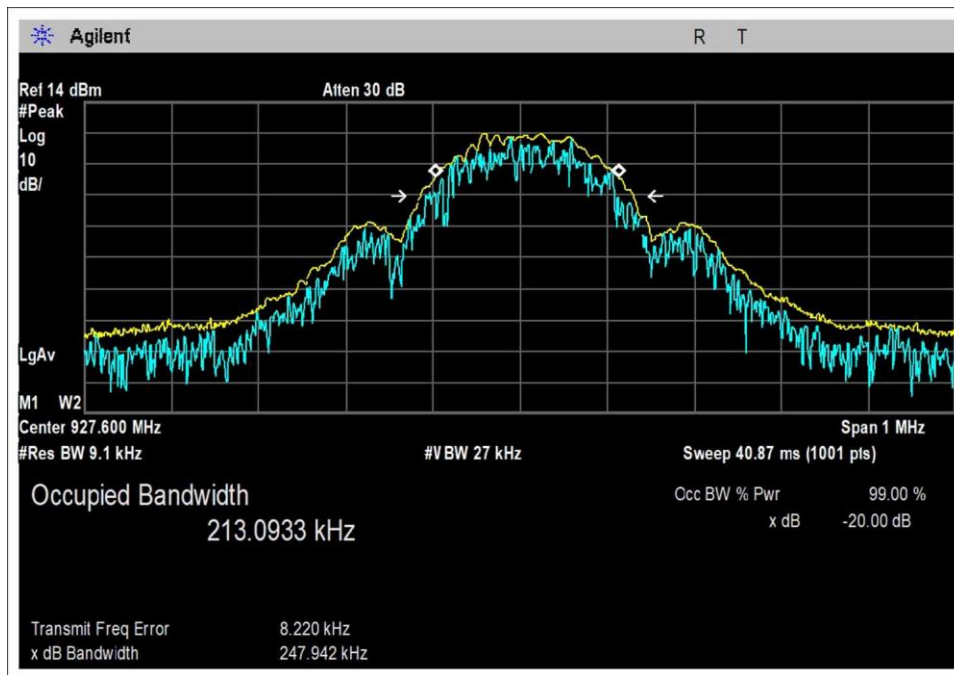 Agilent R T
Ref 14 dBm Atten 30 dB
#Peak
Log
10
dB/
LgAv
M1 W2
Center 927.600 MHz Span 1 MHz
#Res BW 9.1 kHz #VBW 27 kHz Sweep 40.87 ms (1001 pts)
Occupied Bandwidth Occ BW % Pwr 99.00 %
213.0933 kHz x dB -20.00 dB
Transmit Freq Error 8.220 kHz
x dB Bandwidth 247.942 kHz